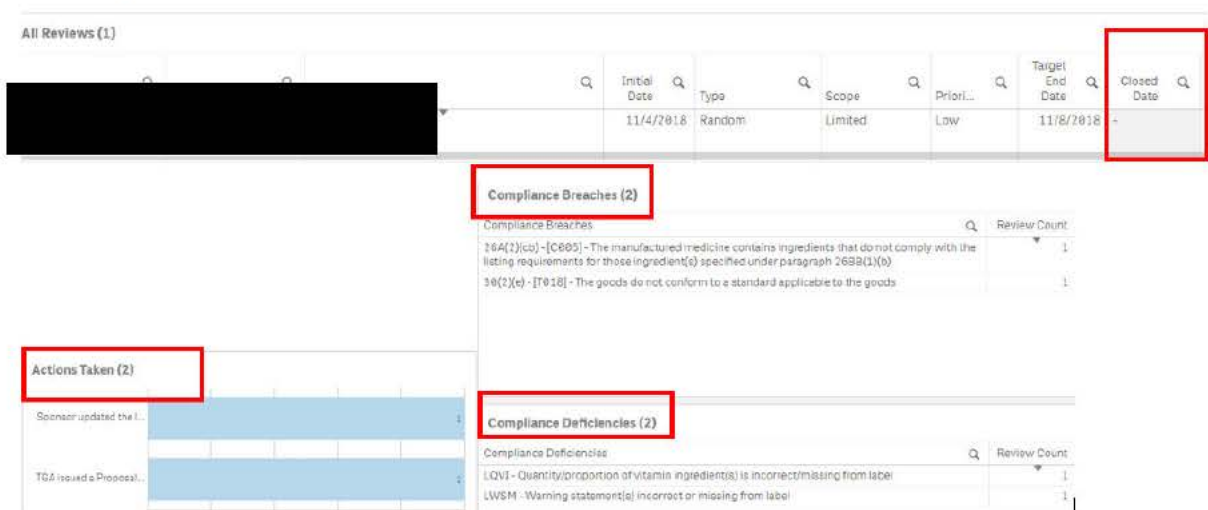 All Reviews (1)
Initial Date
Type
Scope
Priori...
Target End Date
Closed Date
11/4/2018 Random Limited Low 11/8/2018 -
Compliance Breaches (2)
Compliance Breaches Review Count
26A(2)(cb) - [C005] - The manufactured medicine contains ingredients that do not comply with the 1
listing requirements for those ingredient(s) specified under paragraph 26BB(1)(b)
30(2)(e) - [T018] - The goods do not conform to a standard applicable to the goods 1
Actions Taken (2)
Sponsor updated the l... 1
TGA issued a Proposal... 1
Compliance Deficiencies (2)
Compliance Deficiencies Review Count
LQVI - Quantity/proportion of vitamin ingredient(s) is incorrect/missing from label 1
LWSM - Warning statement(s) incorrect or missing from label 1